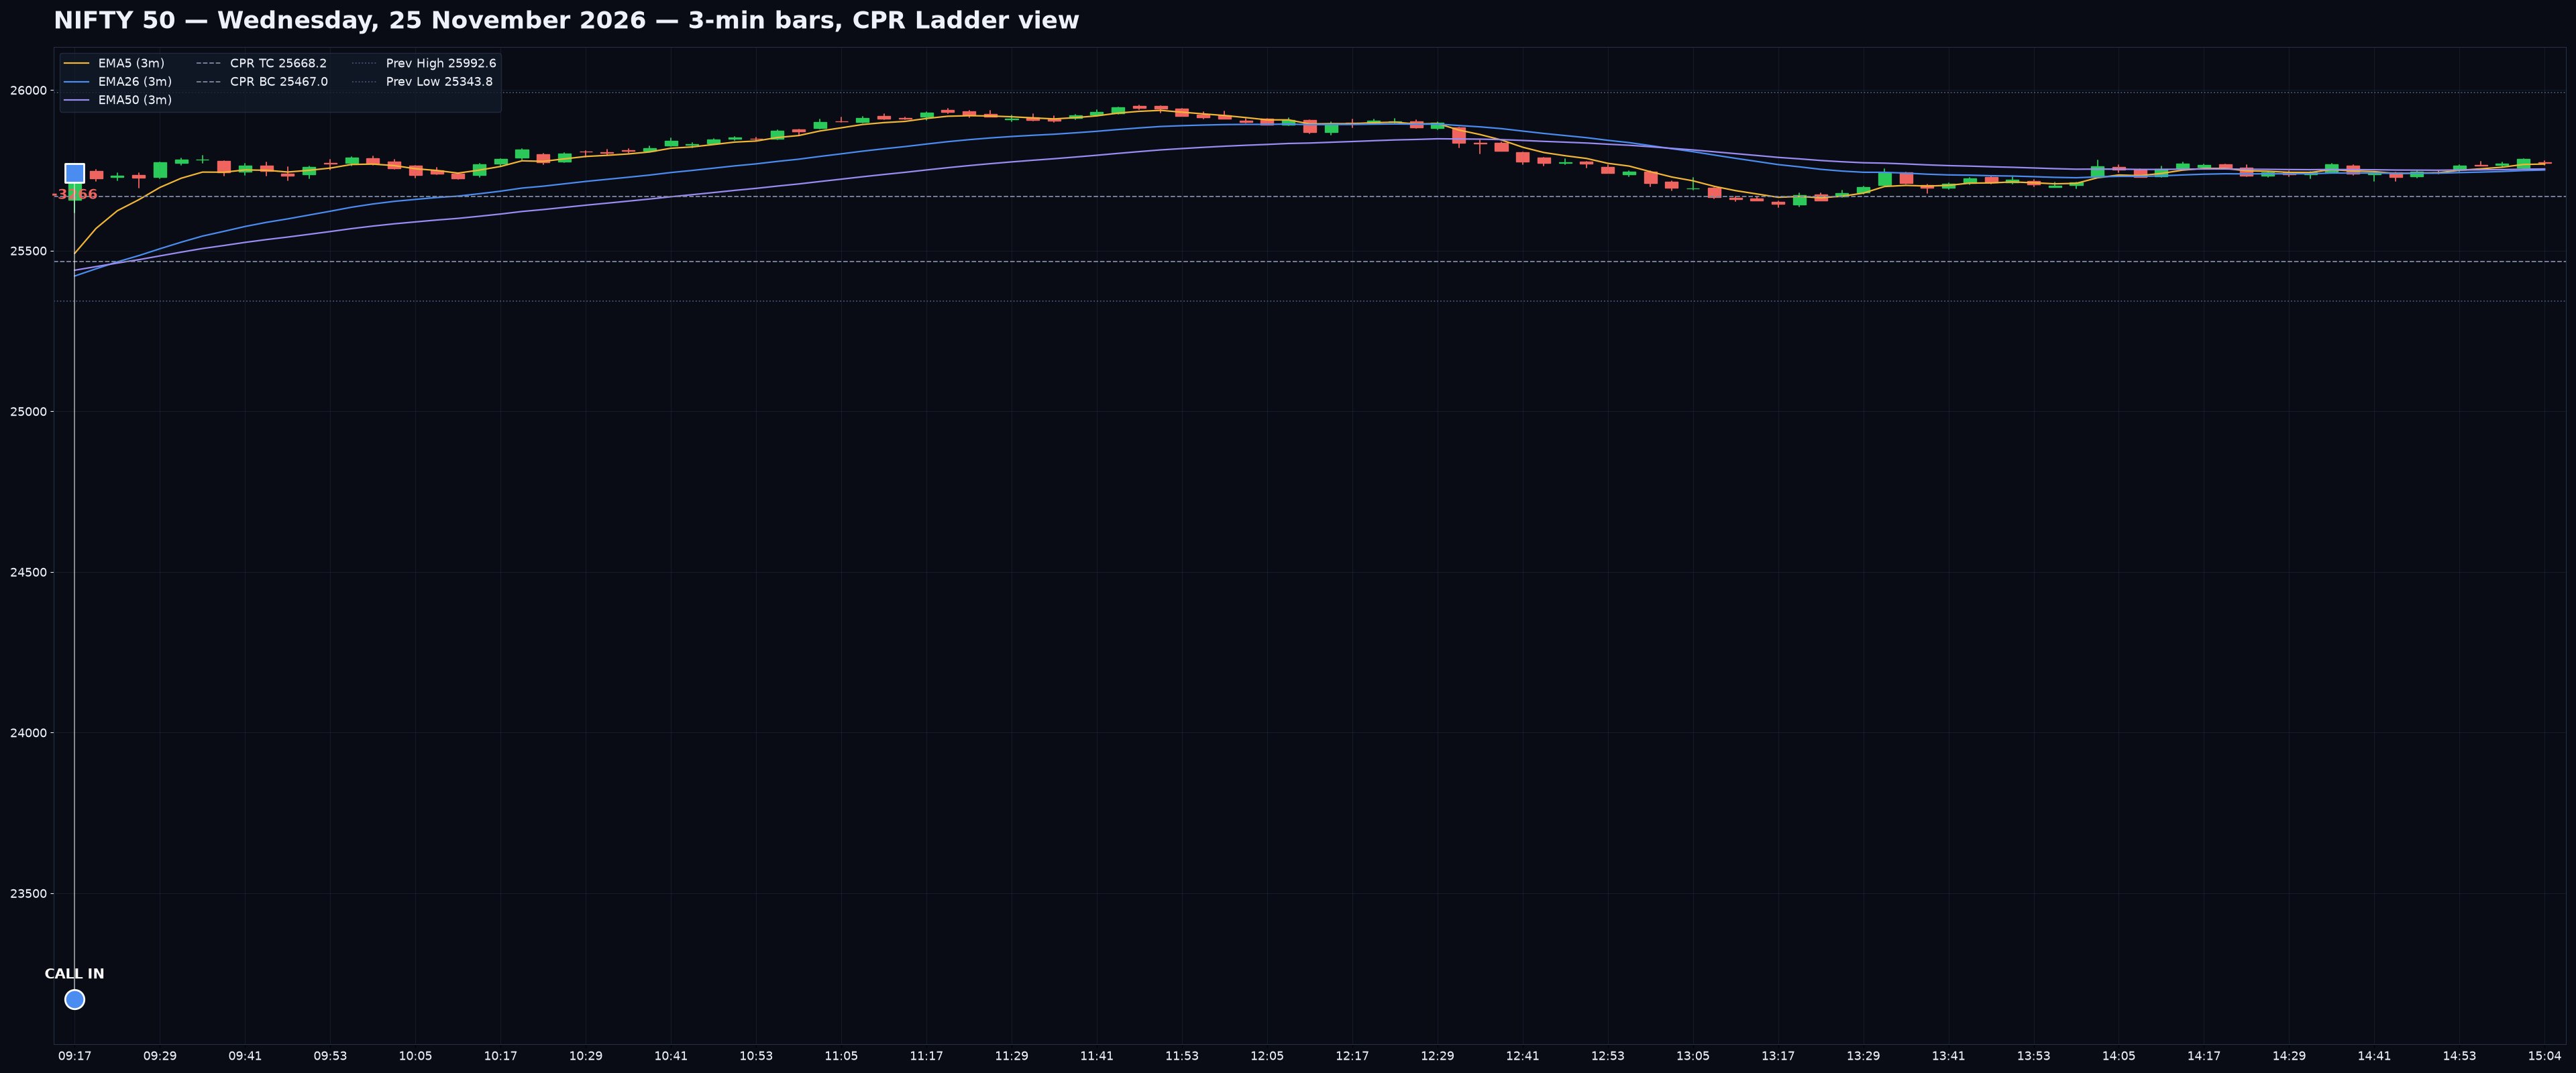 NIFTY 50 — Wednesday, 25 November 2026 — 3-min bars, CPR Ladder view
EMA5 (3m)
EMA26 (3m)
EMA50 (3m)
CPR TC 25668.2
CPR BC 25467.0
Prev High 25992.6
Prev Low 25343.8
26000
25500
25000
24500
24000
23500
CALL IN
09:17 09:29 09:41 09:53 10:05 10:17 10:29 10:41 10:53 11:05 11:17 11:29 11:41 11:53 12:05 12:17 12:29 12:41 12:53 13:05 13:17 13:29 13:41 13:53 14:05 14:17 14:29 14:41 14:53 15:04